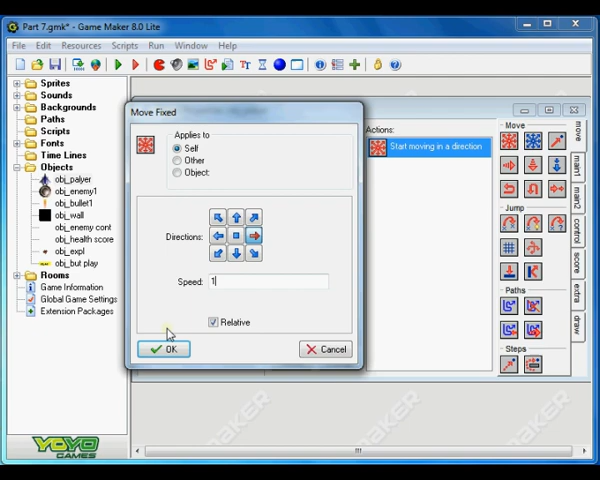 Part 7.gmk* - Game Maker 8.0 Lite
File Edit Resources Scripts Run Window Help
Sprites
Sounds
Backgrounds
Paths
Scripts
Fonts
Time Lines
Objects
obj_palyer
obj_enemy1
obj_bullet1
obj_wall
obj_enemy cont
obj_health score
obj_expl
obj_but play
Rooms
Game Information
Global Game Settings
Extension Packages
YOYO
GAMES
Move Fixed
Applies to
Self
Other
Object:
Directions:
Speed: 1
Relative
OK Cancel
Actions:
Start moving in a direction
Move
Jump
Paths
Steps
move
main1
main2
control
score
extra
draw